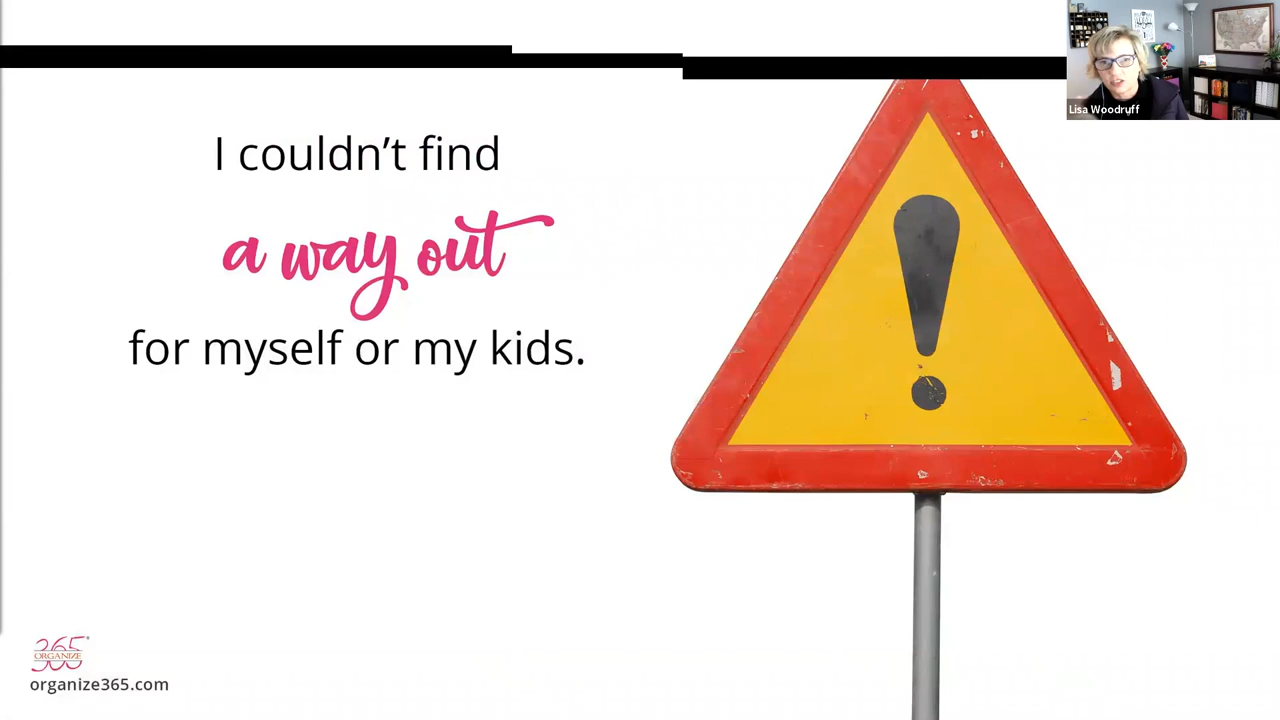 Lisa Woodruff
I couldn't find
a way out
for myself or my kids.
365®
ORGANIZE
organize365.com